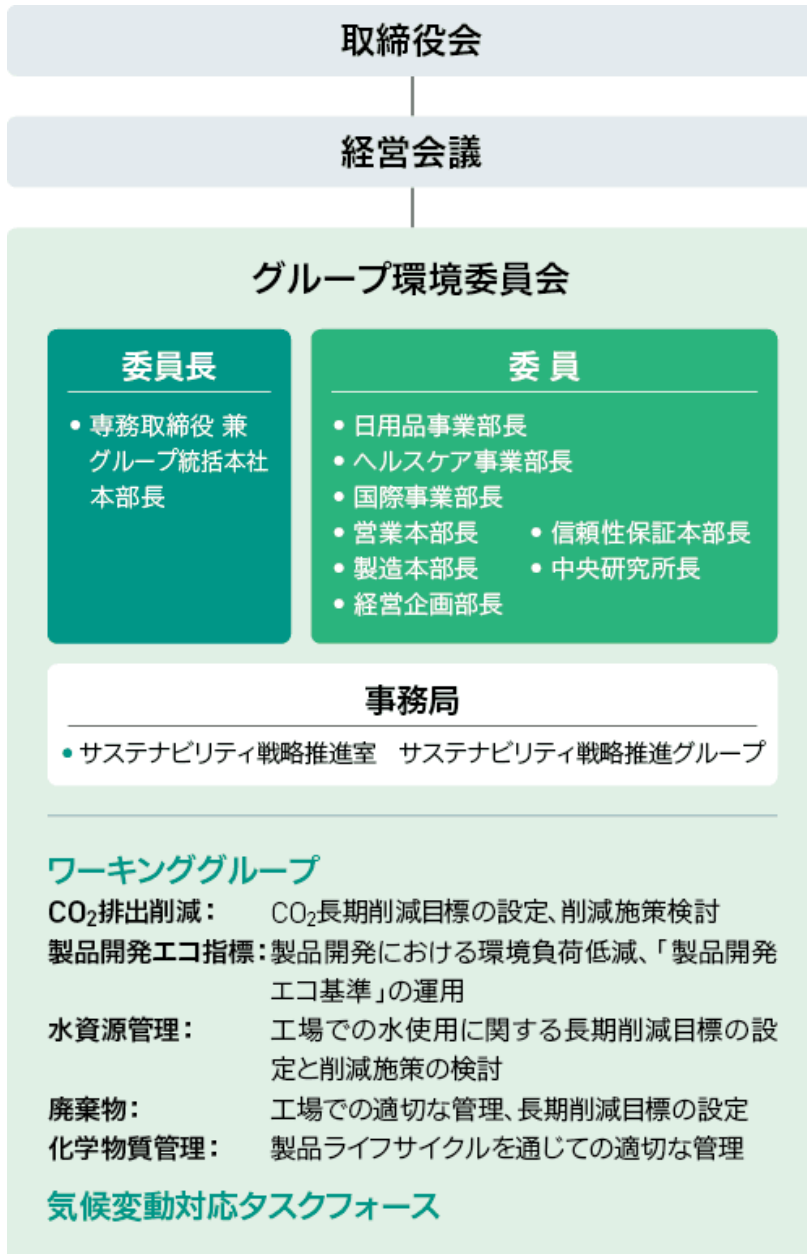 取締役会
経営会議
グループ環境委員会
委員長
• 専務取締役 兼
グループ統括本社
本部長
委 員
• 日用品事業部長
• ヘルスケア事業部長
• 国際事業部長
• 営業本部長 • 信頼性保証本部長
• 製造本部長 • 中央研究所長
• 経営企画部長
事務局
• サステナビリティ戦略推進室 サステナビリティ戦略推進グループ
ワーキンググループ
CO₂排出削減： CO₂長期削減目標の設定、削減施策検討
製品開発エコ指標：製品開発における環境負荷低減、「製品開発
エコ基準」の運用
水資源管理： 工場での水使用に関する長期削減目標の設
定と削減施策の検討
廃棄物： 工場での適切な管理、長期削減目標の設定
化学物質管理： 製品ライフサイクルを通じての適切な管理
気候変動対応タスクフォース